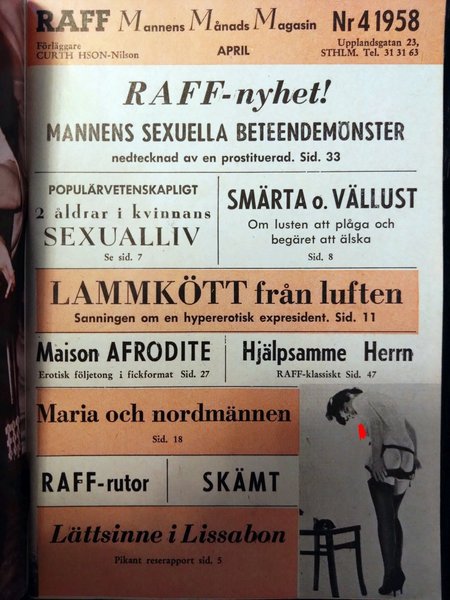 RAFF Mannens Månads Magasin Nr 4 1958
Förläggare
CURTH HSON-Nilson
APRIL
Upplandsgatan 23,
STHLM. Tel. 31 31 63
RAFF-nyhet!
MANNENS SEXUELLA BETEENDEMÖNSTER
nedtecknad av en prostituerad. Sid. 33
POPULÄRVETENSKAPLIGT
2 åldrar i kvinnans
SEXUALLIV
Se sid. 7
SMÄRTA o. VÄLLUST
Om lusten att plåga och
begäret att älska
Sid. 8
LAMMKÖTT från luften
Sanningen om en hypererotisk expresident. Sid. 11
Maison AFRODITE
Erotisk följetong i fickformat Sid. 27
Hjälpsamme Herrn
RAFF-klassiskt Sid. 47
Maria och nordmännen
Sid. 18
RAFF-rutor
SKÄMT
Lättsinne i Lissabon
Pikant reserapport sid. 5